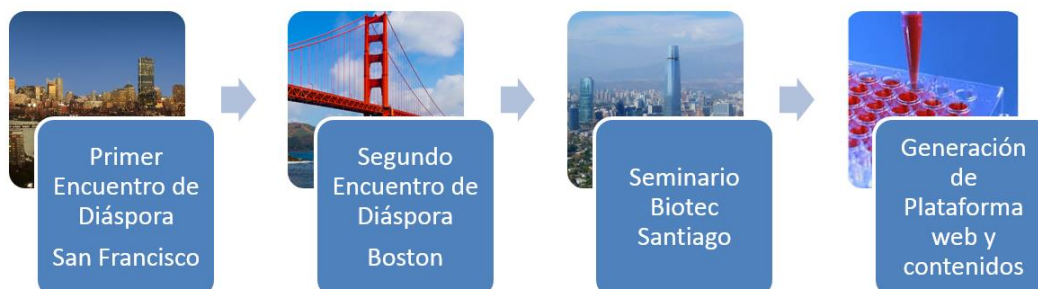 Primer
Encuentro de
Diáspora
San Francisco
Segundo
Encuentro de
Diáspora
Boston
Seminario
Biotec
Santiago
Generación
de
Plataforma
web y
contenidos